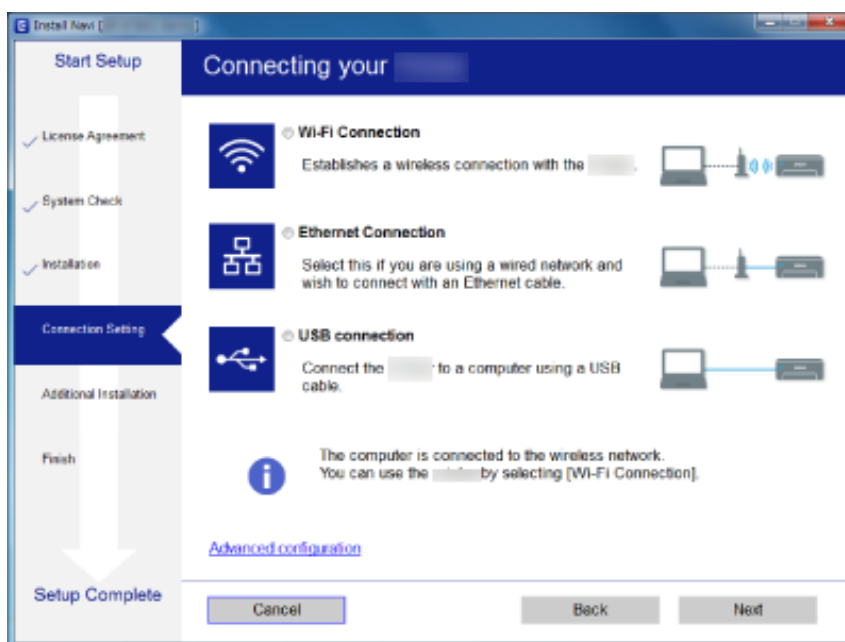 Install Navi [
]
Start Setup
Connecting your
License Agreement
System Check
Installation
Connection Setting
Additional Installation
Finish
Setup Complete
Wi-Fi Connection
Establishes a wireless connection with the
.
Ethernet Connection
Select this if you are using a wired network and
wish to connect with an Ethernet cable.
USB connection
Connect the to a computer using a USB
cable.
The computer is connected to the wireless network.
You can use the by selecting [Wi-Fi Connection].
Advanced configuration
Cancel
Back
Next